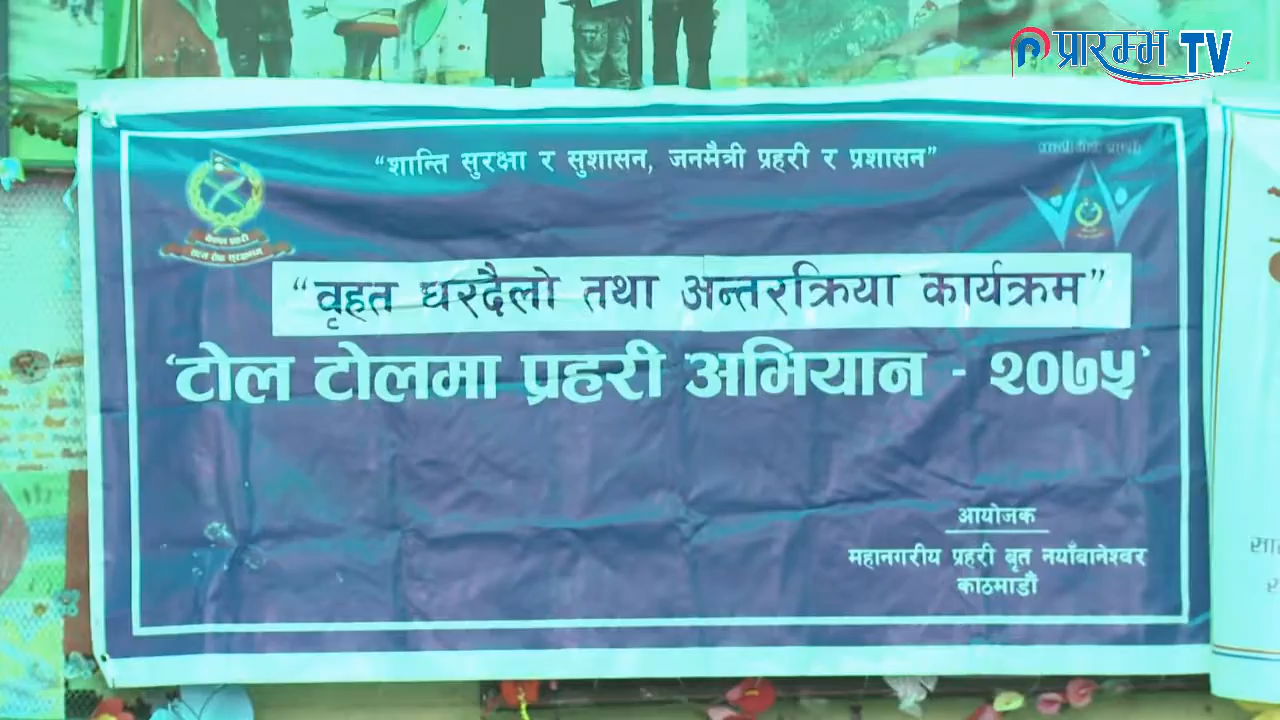 प्रारम्भ TV
“शान्ति सुरक्षा र सुशासन, जनमैत्री प्रहरी र प्रशासन”
“वृहत घरदैलो तथा अन्तरक्रिया कार्यक्रम”
‘टोल टोलमा प्रहरी अभियान - २०७५’
आयोजक
महानगरीय प्रहरी बृत नयाँबानेश्वर
काठमाडौँ